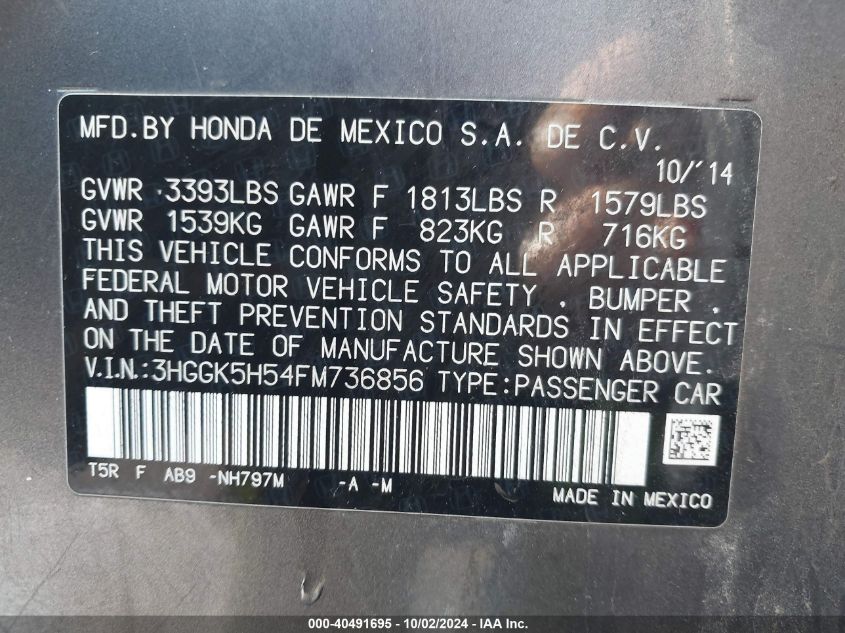 MFD.BY HONDA DE MEXICO S.A. DE C.V.
10/'14
GVWR 3393LBS GAWR F 1813LBS R 1579LBS
GVWR 1539KG GAWR F 823KG R 716KG
THIS VEHICLE CONFORMS TO ALL APPLICABLE
FEDERAL MOTOR VEHICLE SAFETY , BUMPER ,
AND THEFT PREVENTION STANDARDS IN EFFECT
ON THE DATE OF MANUFACTURE SHOWN ABOVE.
V.I.N.:3HGGK5H54FM736856 TYPE:PASSENGER CAR
T5R F AB9 -NH797M -A -M
MADE IN MEXICO
000-40491695 - 10/02/2024 - IAA Inc.